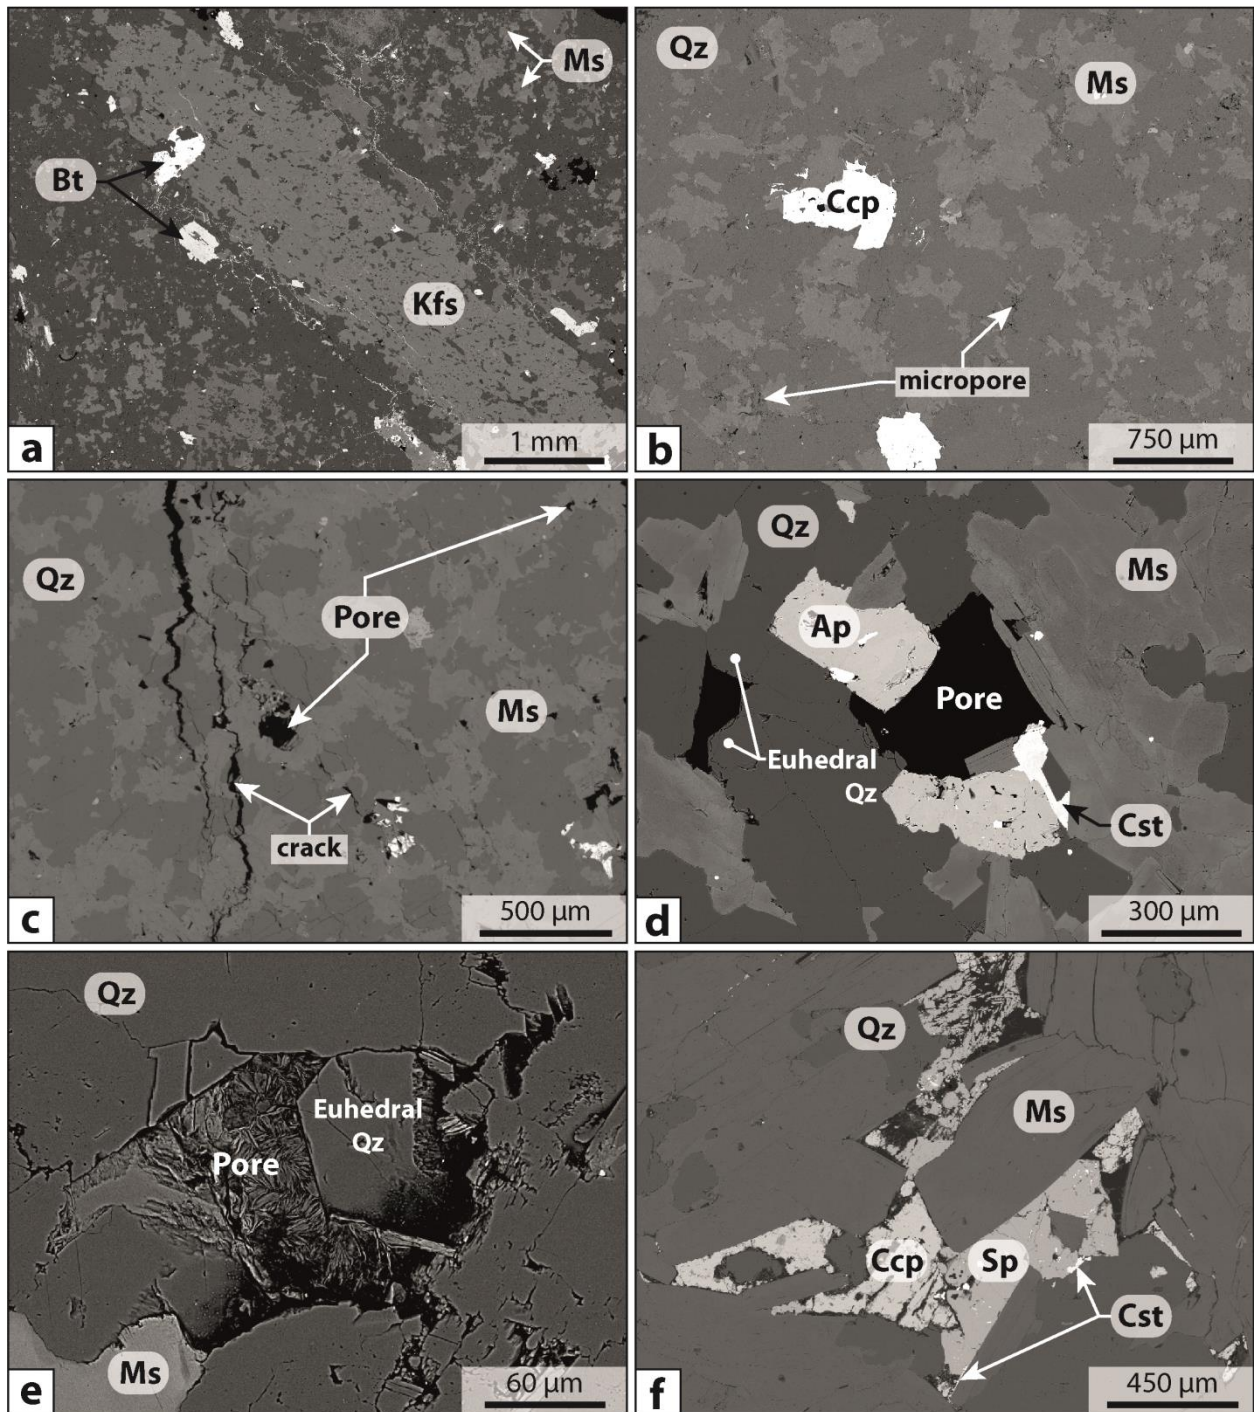 Ms
Bt
Kfs
a
1 mm
Qz
Ms
Ccp
micropore
b
750 µm
Qz
Pore
Ms
crack
c
500 µm
Qz
Ms
Ap
Pore
Euhedral
Qz
Cst
d
300 µm
Qz
Euhedral
Qz
Pore
Ms
e
60 µm
Qz
Ms
Ccp
Sp
Cst
f
450 µm